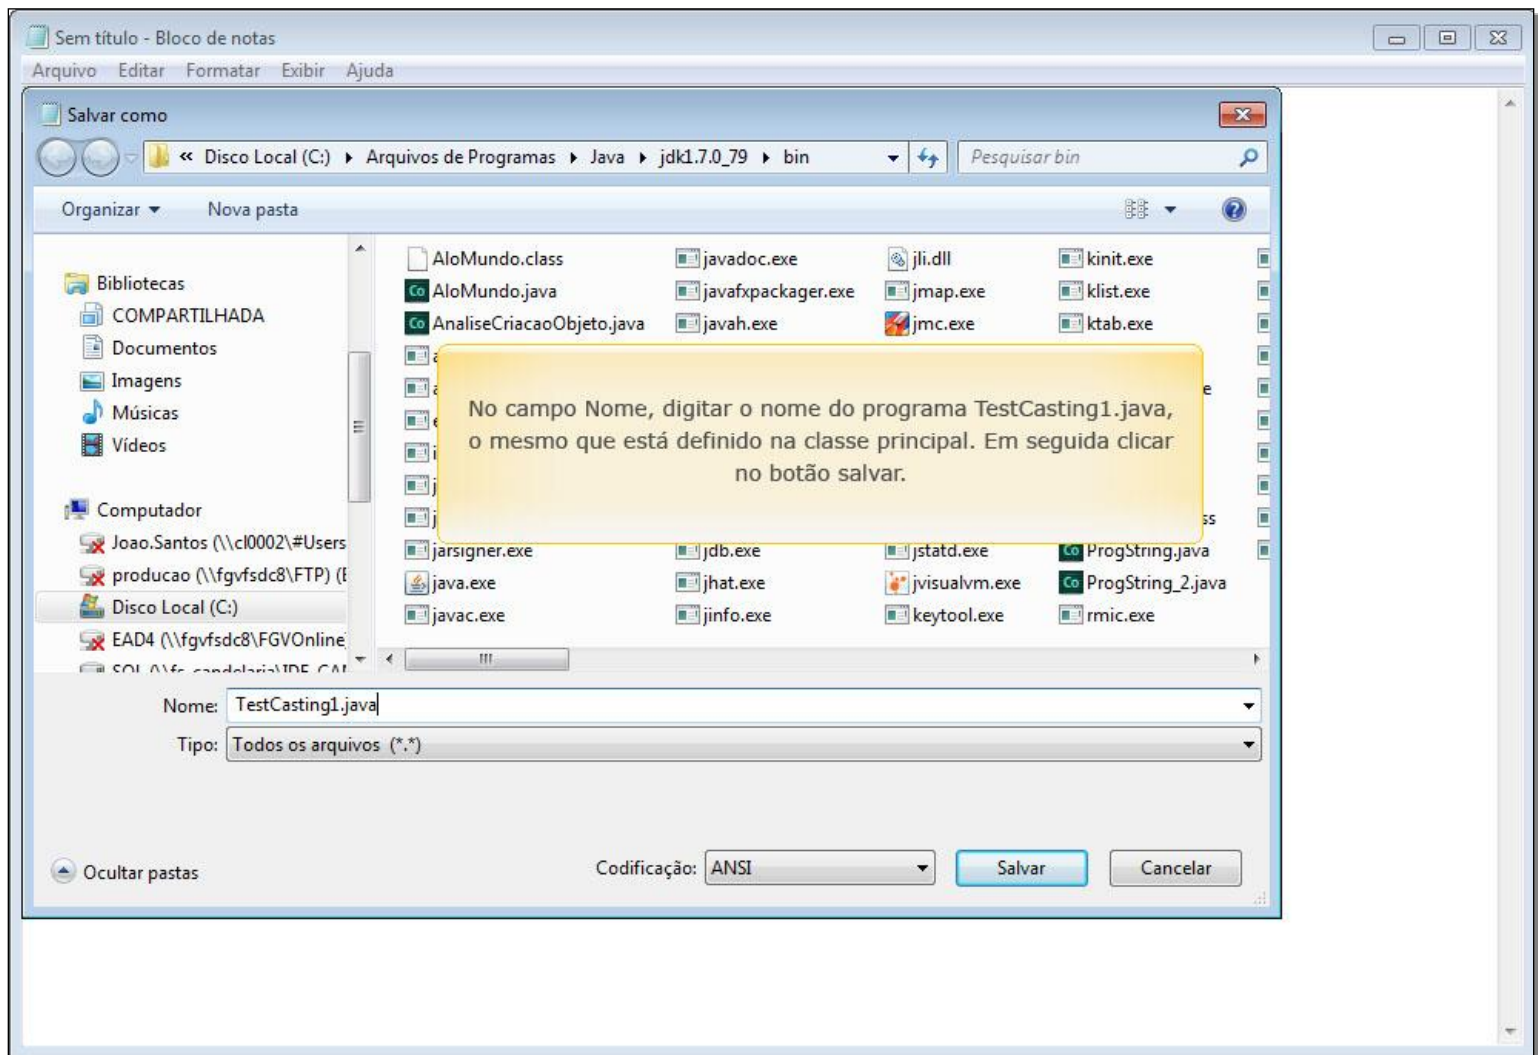 Sem título - Bloco de notas
Arquivo Editar Formatar Exibir Ajuda
Salvar como
« Disco Local (C:) Arquivos de Programas Java jdk1.7.0_79 bin
Pesquisar bin
Organizar Nova pasta
Bibliotecas
COMPARTILHADA
Documentos
Imagens
Músicas
Vídeos
Computador
Joao.Santos (\\cl0002\#Users
producao (\\fgvfsdc8\FTP) (
Disco Local (C:)
EAD4 (\\fgvfsdc8\FGVOnline
AloMundo.class javadoc.exe jli.dll kinit.exe
AloMundo.java javafxpackager.exe jmap.exe klist.exe
AnaliseCriacaoObjeto.java javah.exe jmc.exe ktab.exe
No campo Nome, digitar o nome do programa TestCasting1.java,
o mesmo que está definido na classe principal. Em seguida clicar
no botão salvar.
jarsigner.exe jdb.exe jstatd.exe ProgString.java
java.exe jhat.exe jvisualvm.exe ProgString_2.java
javac.exe jinfo.exe keytool.exe rmic.exe
Nome: TestCasting1.java
Tipo: Todos os arquivos (*.*)
Ocultar pastas
Codificação: ANSI Salvar Cancelar